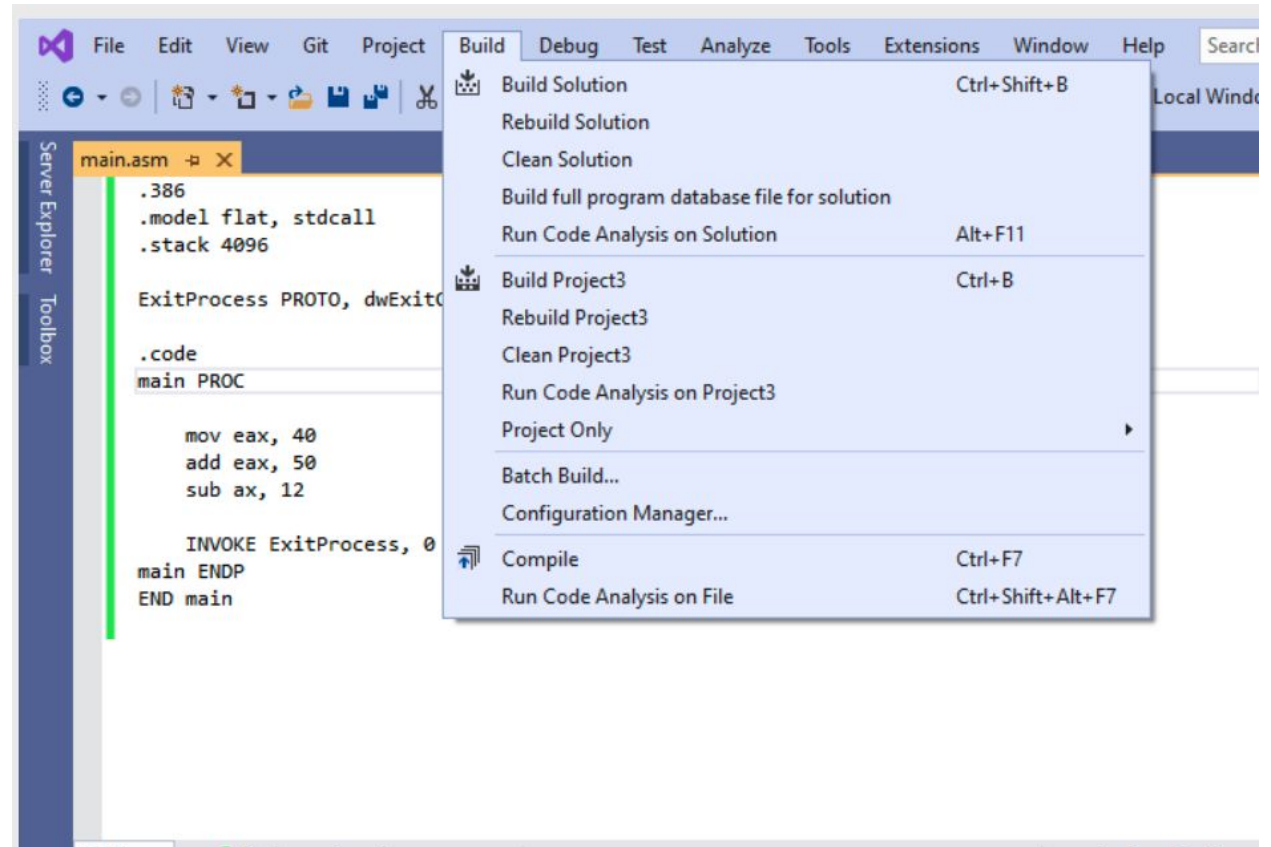 File Edit View Git Project Build Debug Test Analyze Tools Extensions Window Help Search
Local Windo
Server Explorer
Toolbox
main.asm
.386
.model flat, stdcall
.stack 4096
ExitProcess PROTO, dwExitC
.code
main PROC
mov eax, 40
add eax, 50
sub ax, 12
INVOKE ExitProcess, 0
main ENDP
END main
Build Solution Ctrl+Shift+B
Rebuild Solution
Clean Solution
Build full program database file for solution
Run Code Analysis on Solution Alt+F11
Build Project3 Ctrl+B
Rebuild Project3
Clean Project3
Run Code Analysis on Project3
Project Only
Batch Build...
Configuration Manager...
Compile Ctrl+F7
Run Code Analysis on File Ctrl+Shift+Alt+F7